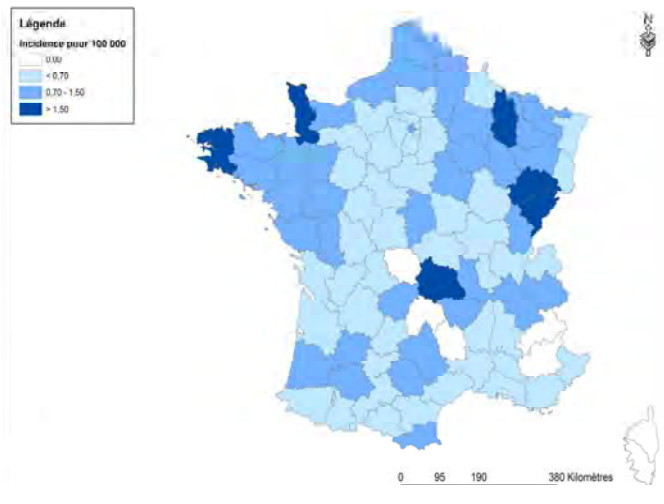 Légende
Incidence pour 100 000
0,00
< 0,70
0,70 - 1,50
> 1,50
N
0 95 190 380 Kilomètres